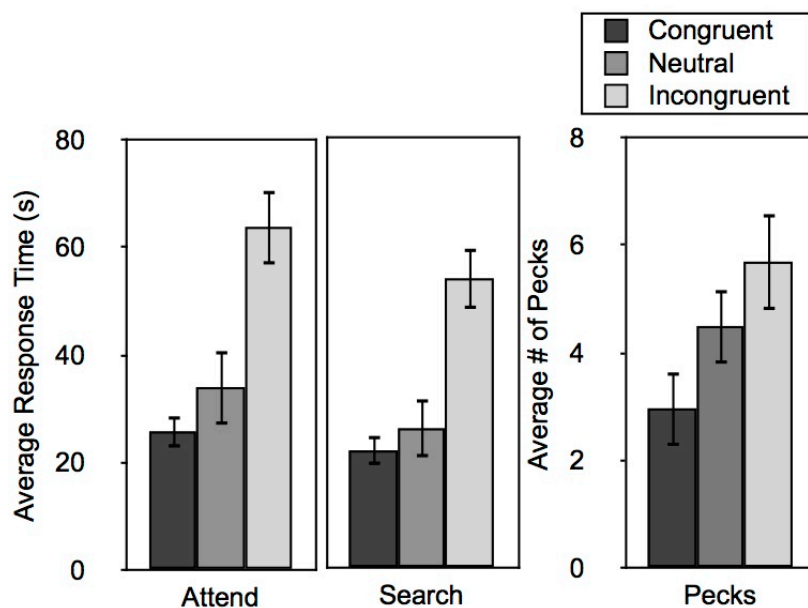 Congruent
Neutral
Incongruent
Average Response Time (s)
80
60
40
20
0
Attend
Search
Average # of Pecks
8
6
4
2
0
Pecks